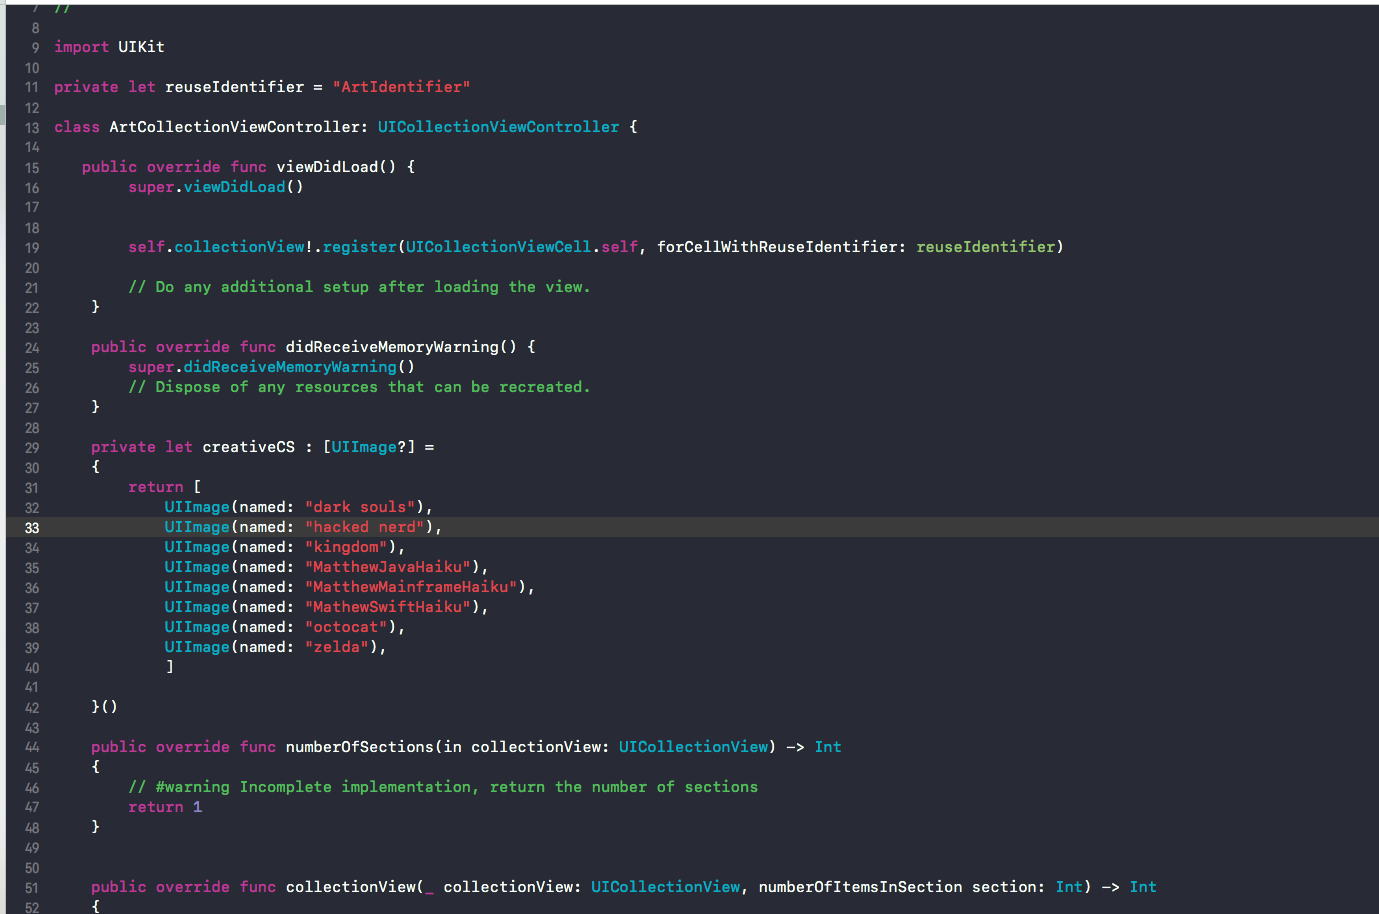 7 //
8
9 import UIKit
10
11 private let reuseIdentifier = "ArtIdentifier"
12
13 class ArtCollectionViewController: UICollectionViewController {
14
15 public override func viewDidLoad() {
16 super.viewDidLoad()
17
18
19 self.collectionView!.register(UICollectionViewCell.self, forCellWithReuseIdentifier: reuseIdentifier)
20
21 // Do any additional setup after loading the view.
22 }
23
24 public override func didReceiveMemoryWarning() {
25 super.didReceiveMemoryWarning()
26 // Dispose of any resources that can be recreated.
27 }
28
29 private let creativeCS : [UIImage?] =
30 {
31 return [
32 UIImage(named: "dark souls"),
33 UIImage(named: "hacked nerd"),
34 UIImage(named: "kingdom"),
35 UIImage(named: "MatthewJavaHaiku"),
36 UIImage(named: "MatthewMainframeHaiku"),
37 UIImage(named: "MathewSwiftHaiku"),
38 UIImage(named: "octocat"),
39 UIImage(named: "zelda"),
40 ]
41
42 }()
43
44 public override func numberOfSections(in collectionView: UICollectionView) -> Int
45 {
46 // #warning Incomplete implementation, return the number of sections
47 return 1
48 }
49
50
51 public override func collectionView(_ collectionView: UICollectionView, numberOfItemsInSection section: Int) -> Int
52 {